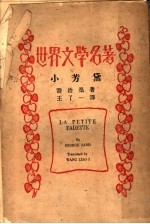 世界文學名著
小芳黛
喬治桑 著
王了一 譯
LA PETITE
FADETTE
By
GEORGE SAND
Translated by
WANG LIAO I